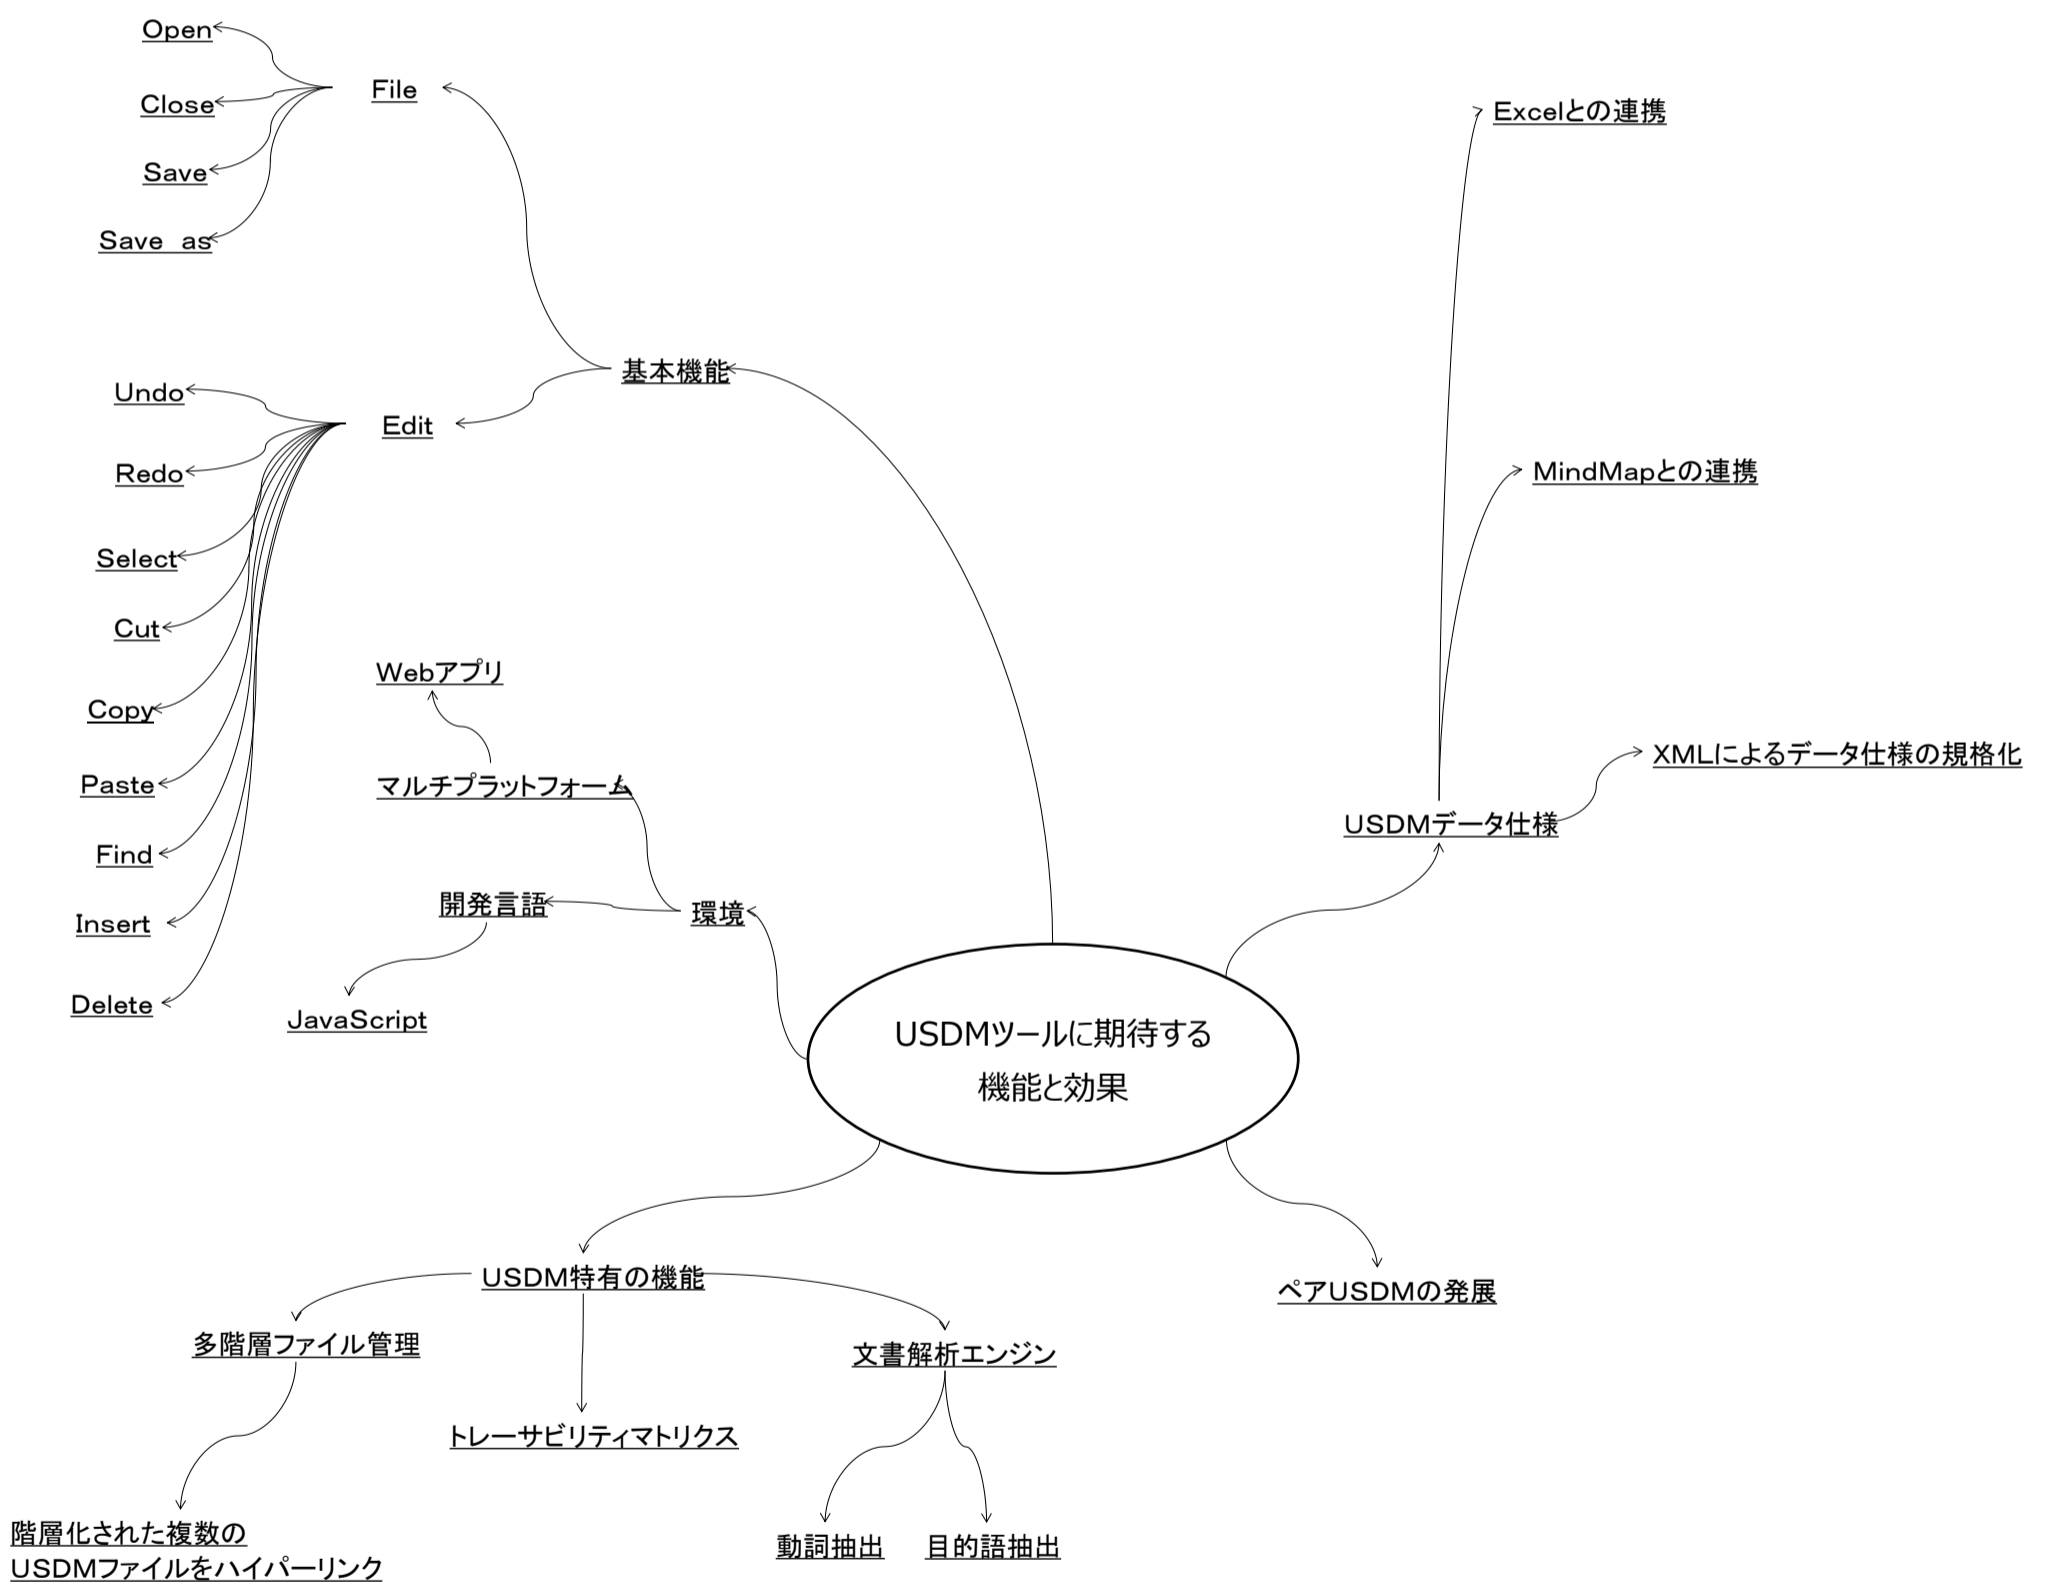 Open
Close
Save
Save as
File
基本機能
Undo
Redo
Select
Cut
Copy
Paste
Find
Insert
Delete
Edit
Webアプリ
マルチプラットフォーム
開発言語
JavaScript
環境
Excelとの連携
MindMapとの連携
XMLによるデータ仕様の規格化
USDMデータ仕様
USDMツールに期待する
機能と効果
USDM特有の機能
ペアUSDMの発展
多階層ファイル管理
文書解析エンジン
トレーサビリティマトリクス
階層化された複数の
USDMファイルをハイパーリンク
動詞抽出
目的語抽出